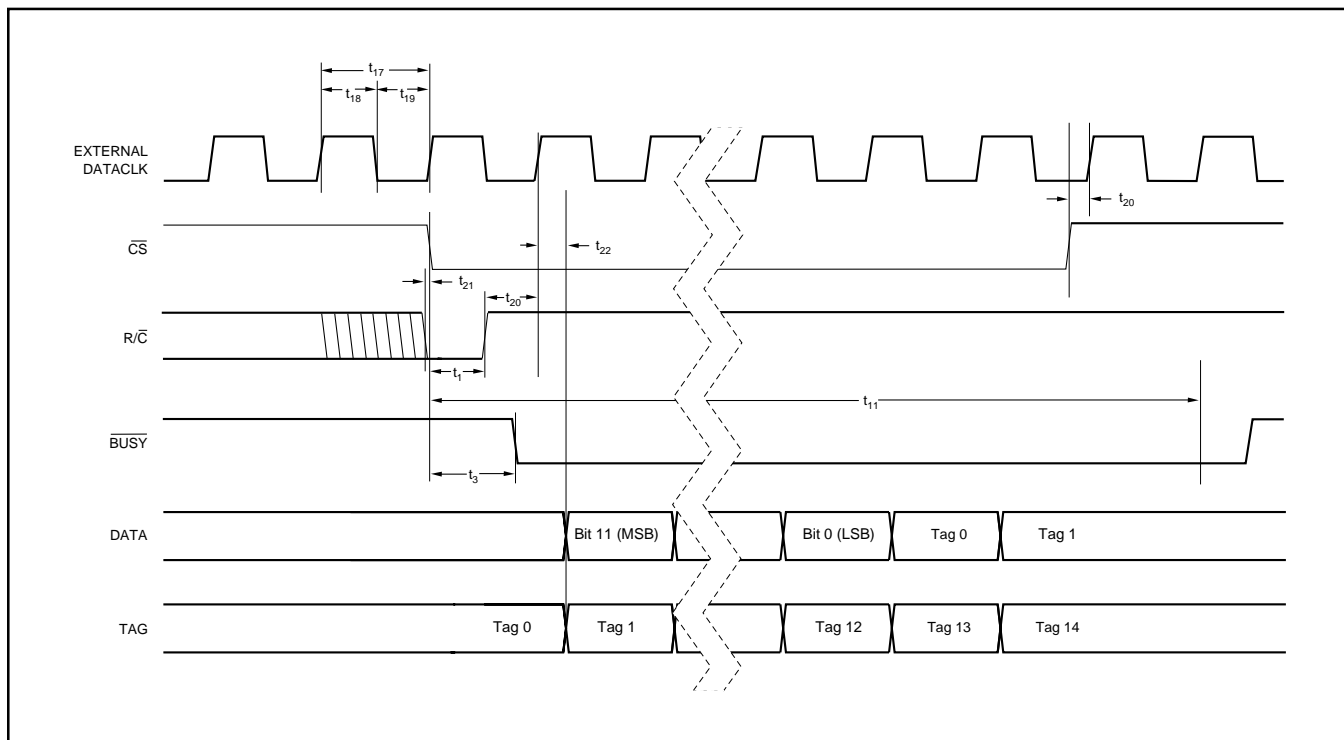 t17
t18
t19
EXTERNAL
DATACLK
t20
CS
t22
t21
t20
R/C
t1
t11
BUSY
t3
DATA
Bit 11 (MSB)
Bit 0 (LSB)
Tag 0
Tag 1
TAG
Tag 0
Tag 1
Tag 12
Tag 13
Tag 14